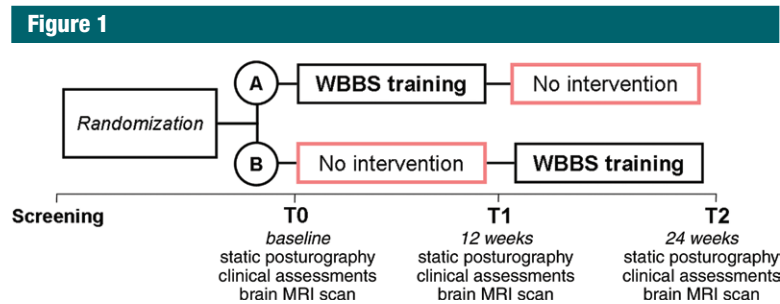 Figure 1
A
WBBS training
No intervention
Randomization
B
No intervention
WBBS training
Screening
T0
T1
T2
baseline
12 weeks
24 weeks
static posturography
static posturography
static posturography
clinical assessments
clinical assessments
clinical assessments
brain MRI scan
brain MRI scan
brain MRI scan